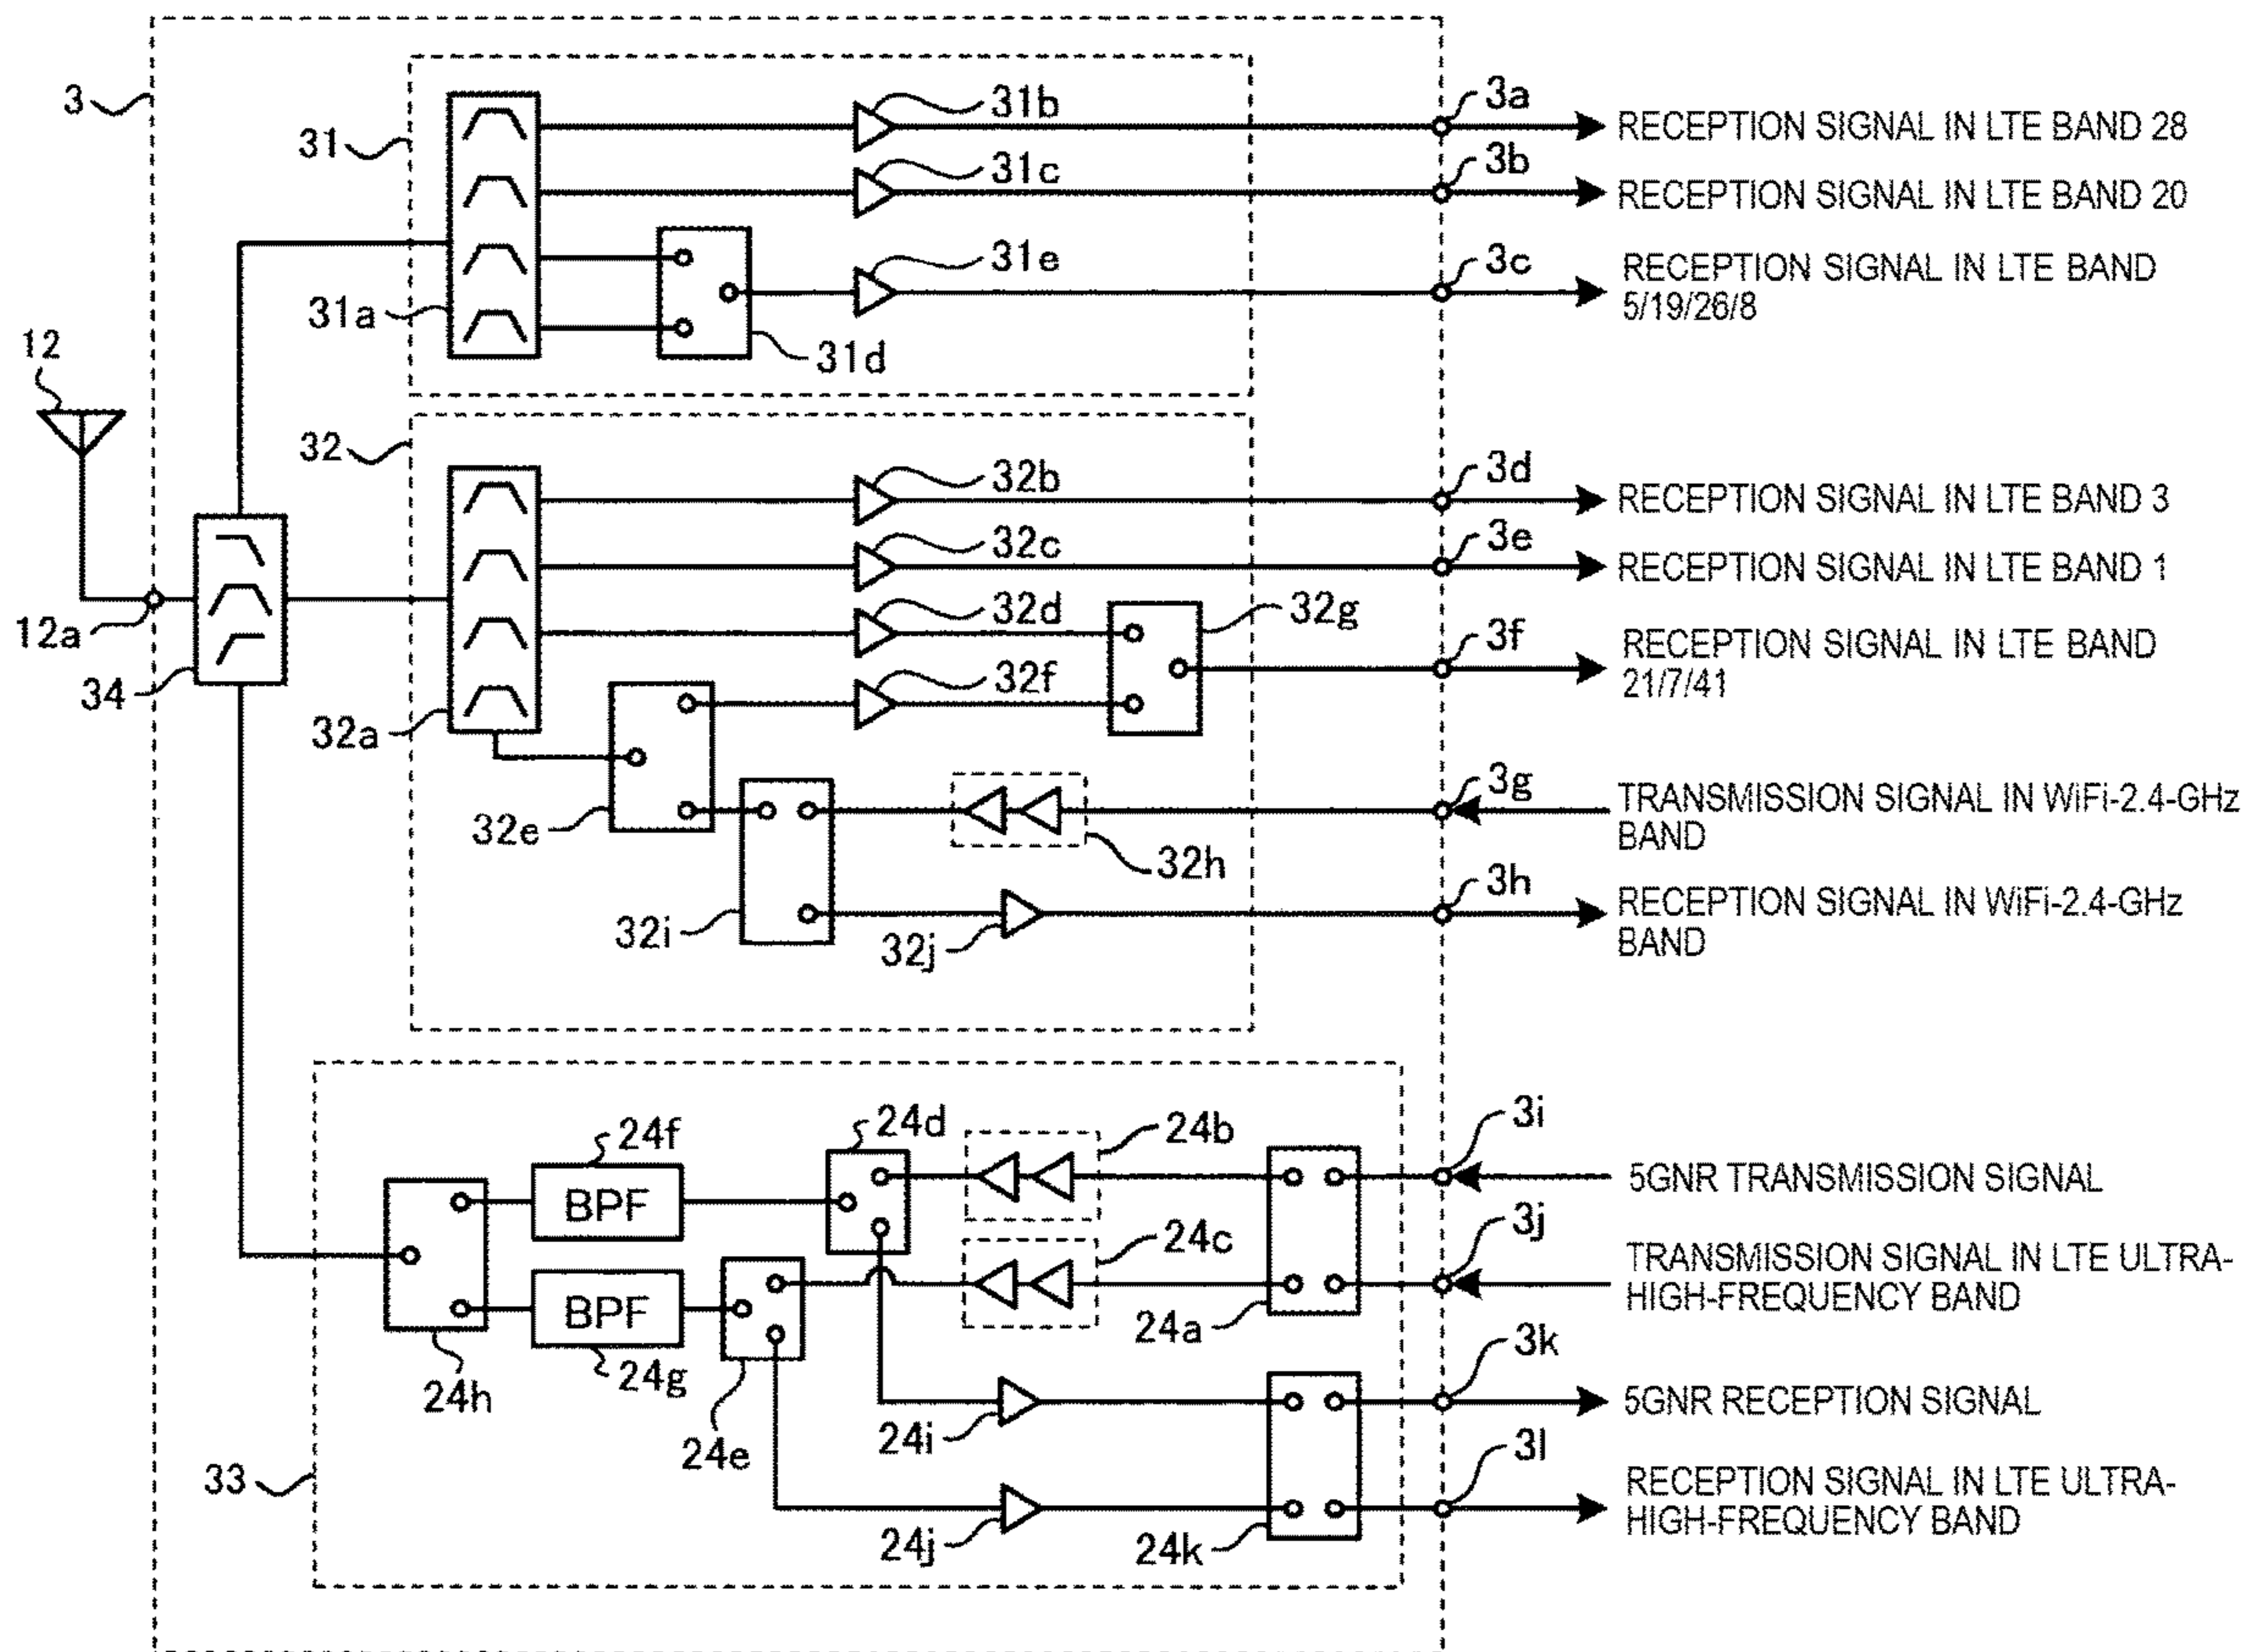 3
31
31b
3a
RECEPTION SIGNAL IN LTE BAND 28
31c
3b
RECEPTION SIGNAL IN LTE BAND 20
31e
3c
RECEPTION SIGNAL IN LTE BAND
5/19/26/8
31a
31d
12
32
32b
3d
RECEPTION SIGNAL IN LTE BAND 3
32c
3e
RECEPTION SIGNAL IN LTE BAND 1
12a
32d
32g
3f
RECEPTION SIGNAL IN LTE BAND
21/7/41
34
32f
32a
3g
TRANSMISSION SIGNAL IN WiFi-2.4-GHz
BAND
32e
32h
3h
RECEPTION SIGNAL IN WiFi-2.4-GHz
BAND
32i
32j
24f
24d
24b
3i
BPF
5GNR TRANSMISSION SIGNAL
24c
3j
BPF
TRANSMISSION SIGNAL IN LTE ULTRA-
HIGH-FREQUENCY BAND
24a
24h
24g
3k
24e
24i
5GNR RECEPTION SIGNAL
33
3l
RECEPTION SIGNAL IN LTE ULTRA-
HIGH-FREQUENCY BAND
24j
24k